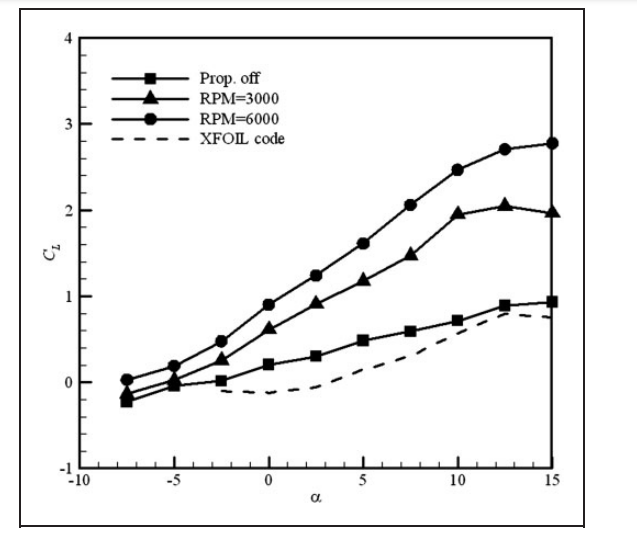 4
Prop. off
RPM=3000
3
RPM=6000
XFOIL code
2
C_L
1
0
-1
-10 -5 0 5 10 15
α